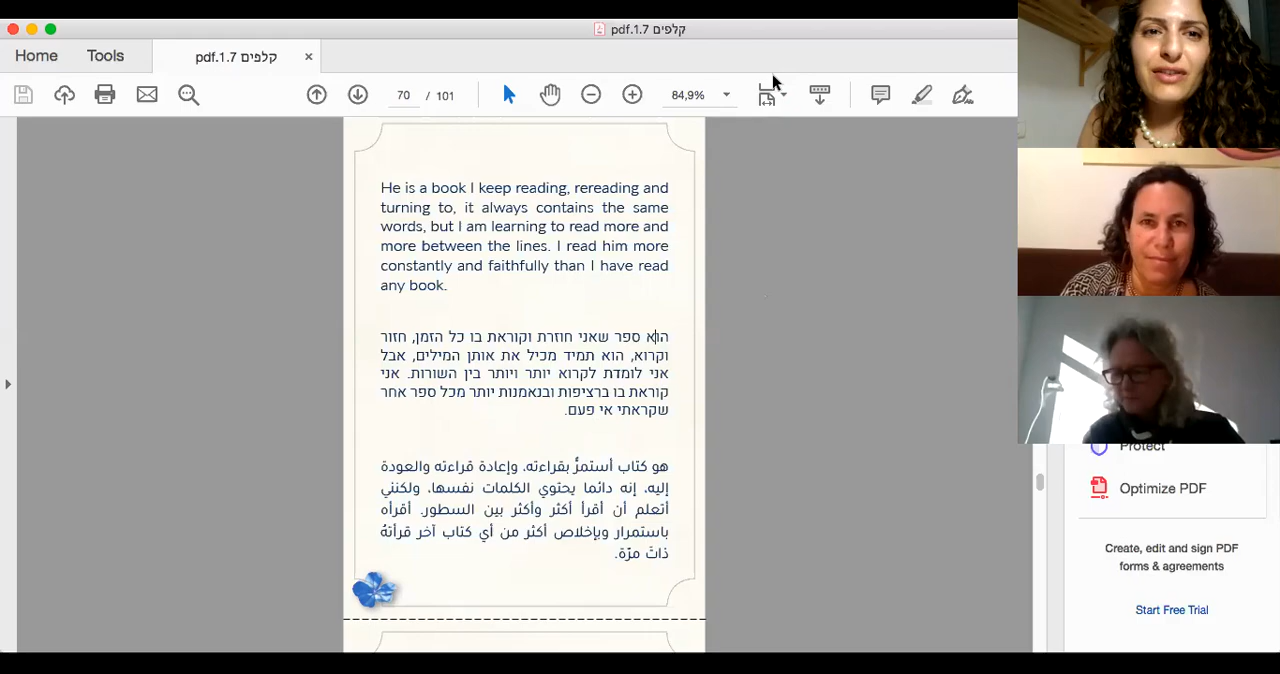 קלפים 1.7.pdf
Home
Tools
קלפים 1.7.pdf
70 / 101
84,9%
He is a book I keep reading, rereading and
turning to, it always contains the same
words, but I am learning to read more and
more between the lines. I read him more
constantly and faithfully than I have read
any book.
הוא ספר שאני חוזרת וקוראת בו כל הזמן, חזור
וקרוא, הוא תמיד מכיל את אותן המילים, אבל
אני לומדת לקרוא יותר ויותר בין השורות. אני
קוראת בו ברציפות ובנאמנות יותר מכל ספר אחר
שקראתי אי פעם.
هو كتاب أستمرُّ بقراءته، وإعادة قراءته والعودة
إليه، إنه دائما يحتوي الكلمات نفسها، ولكنني
أتعلم أن أقرأ أكثر وأكثر بين السطور. أقرأه
باستمرار وبإخلاص أكثر من أي كتاب آخر قرأتهُ
ذاتَ مرّة.
Protect
Optimize PDF
Create, edit and sign PDF
forms & agreements
Start Free Trial